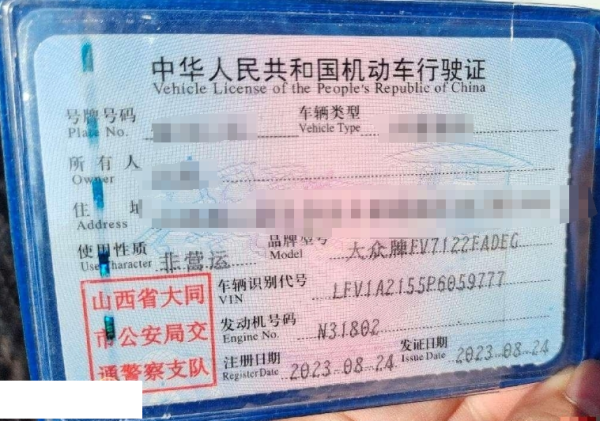 中华人民共和国机动车行驶证
Vehicle License of the People's Republic of China
号牌号码 车辆类型
Plate No. Vehicle Type
所有人
Owner
住址
Address
使用性质 非营运 品牌型号 大众牌FV7122FADEG
Use Character Model
山西省大同
市公安局交
通警察支队
车辆识别代号 LFV1A2155P6059777
VIN
发动机号码 N31802
Engine No.
注册日期 2023-08-24 发证日期 2023-08-24
Register Date Issue Date